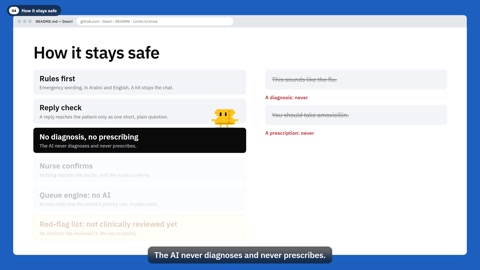 04 How it stays safe
README.md — Dawri
github.com › Dawri › README › Limits to know
How it stays safe
Rules first
Emergency wording, in Arabic and English. A hit stops the chat.
Reply check
A reply reaches the patient only as one short, plain question.
No diagnosis, no prescribing
The AI never diagnoses and never prescribes.
Nurse confirms
Queue engine: no AI
Red-flag list: not clinically reviewed yet
This sounds like the flu.
A diagnosis: never
You should take amoxicillin.
A prescription: never
The AI never diagnoses and never prescribes.